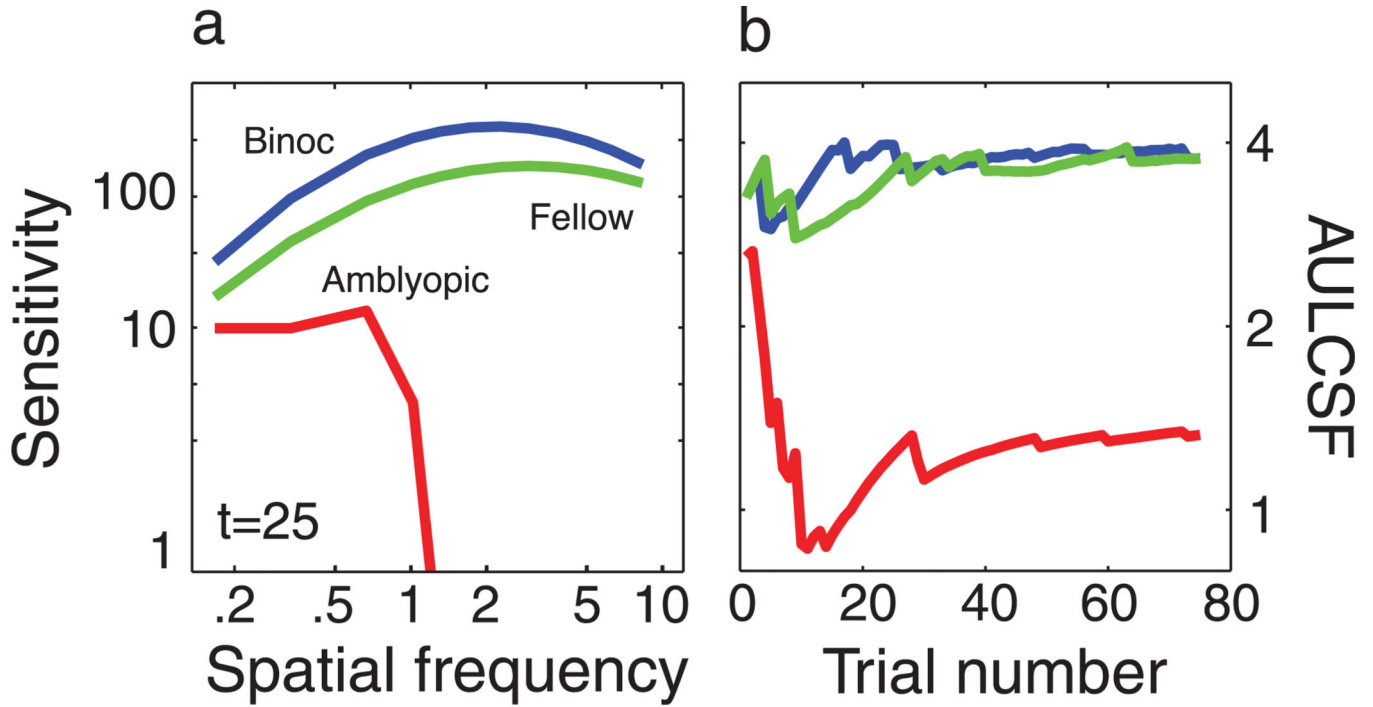 a
Sensitivity
100
10
1
Binoc
Fellow
Amblyopic
t=25
.2 .5 1 2 5 10
Spatial frequency
b
4
2
1
AULCSF
0 20 40 60 80
Trial number